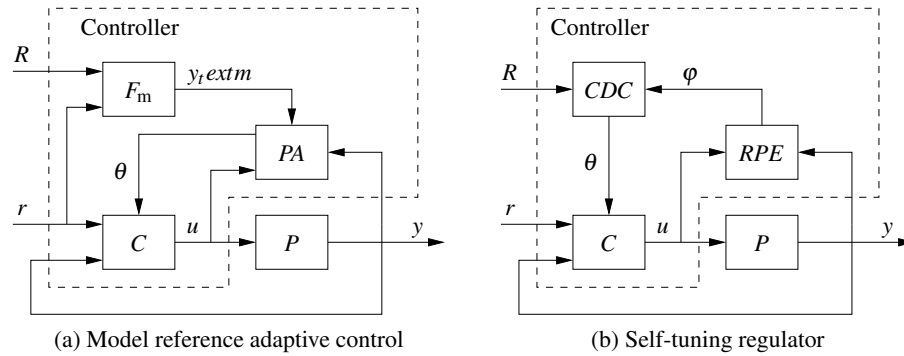 Controller
R
F_m
y_t extm
PA
θ
r
C
u
P
y
(a) Model reference adaptive control
Controller
R
CDC
φ
RPE
θ
r
C
u
P
y
(b) Self-tuning regulator